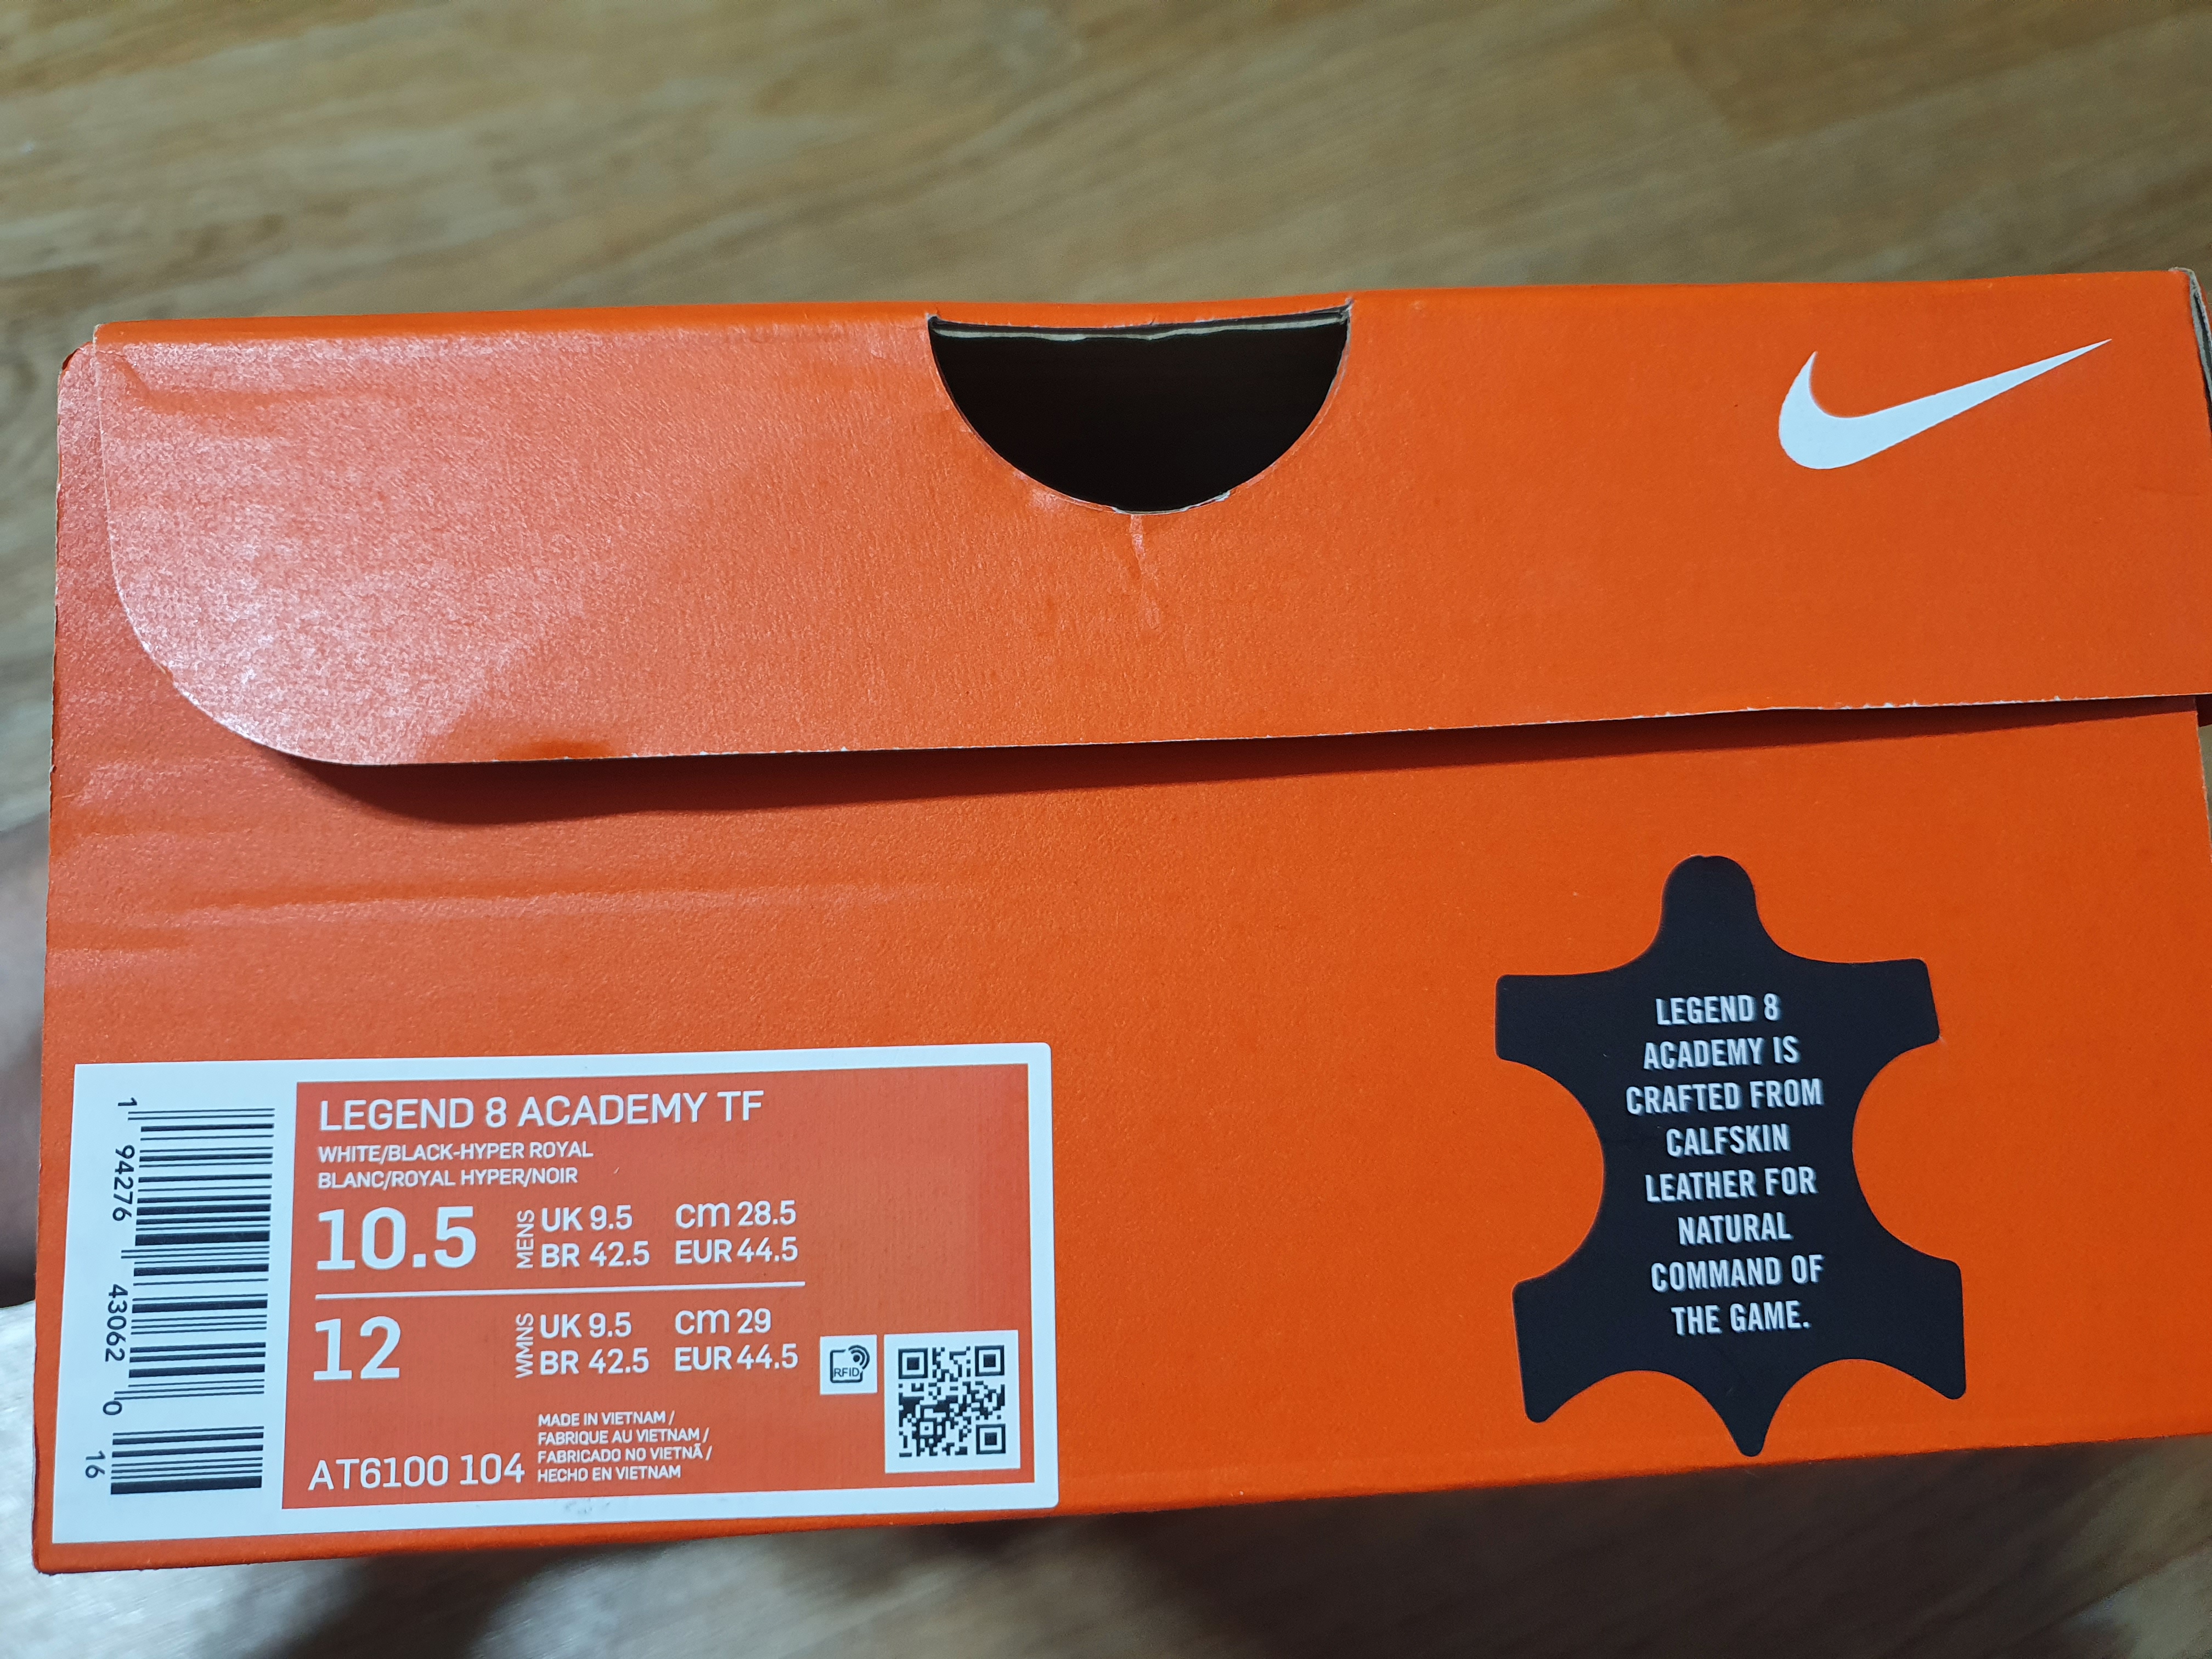 LEGEND 8 ACADEMY TF
WHITE/BLACK-HYPER ROYAL
BLANC/ROYAL HYPER/NOIR
10.5 MENS UK 9.5 cm 28.5
BR 42.5 EUR 44.5
12 WMNS UK 9.5 cm 29
BR 42.5 EUR 44.5
RFID
MADE IN VIETNAM /
FABRIQUE AU VIETNAM /
FABRICADO NO VIETNÃ /
HECHO EN VIETNAM
AT6100 104
1 94276 43062 0 16
LEGEND 8
ACADEMY IS
CRAFTED FROM
CALFSKIN
LEATHER FOR
NATURAL
COMMAND OF
THE GAME.